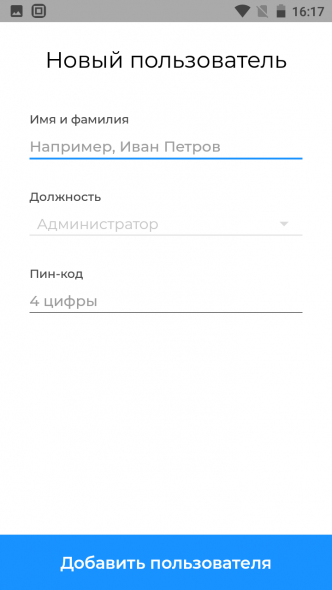 16:17
Новый пользователь
Имя и фамилия
Например, Иван Петров
Должность
Администратор
Пин-код
4 цифры
Добавить пользователя